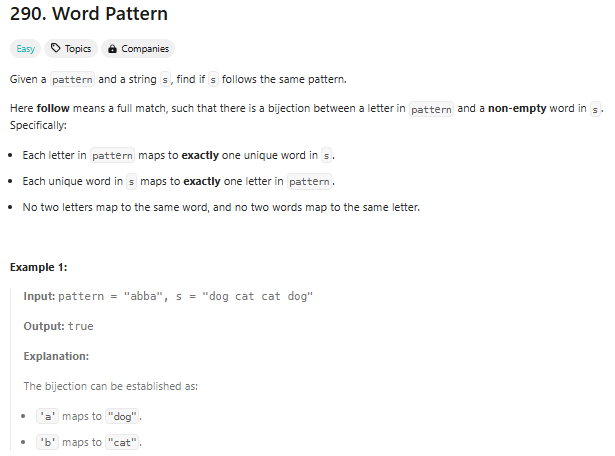 290. Word Pattern
Easy Topics Companies
Given a pattern and a string s, find if s follows the same pattern.
Here follow means a full match, such that there is a bijection between a letter in pattern and a non-empty word in s.
Specifically:
• Each letter in pattern maps to exactly one unique word in s.
• Each unique word in s maps to exactly one letter in pattern.
• No two letters map to the same word, and no two words map to the same letter.
Example 1:
Input: pattern = "abba", s = "dog cat cat dog"
Output: true
Explanation:
The bijection can be established as:
• 'a' maps to "dog".
• 'b' maps to "cat".